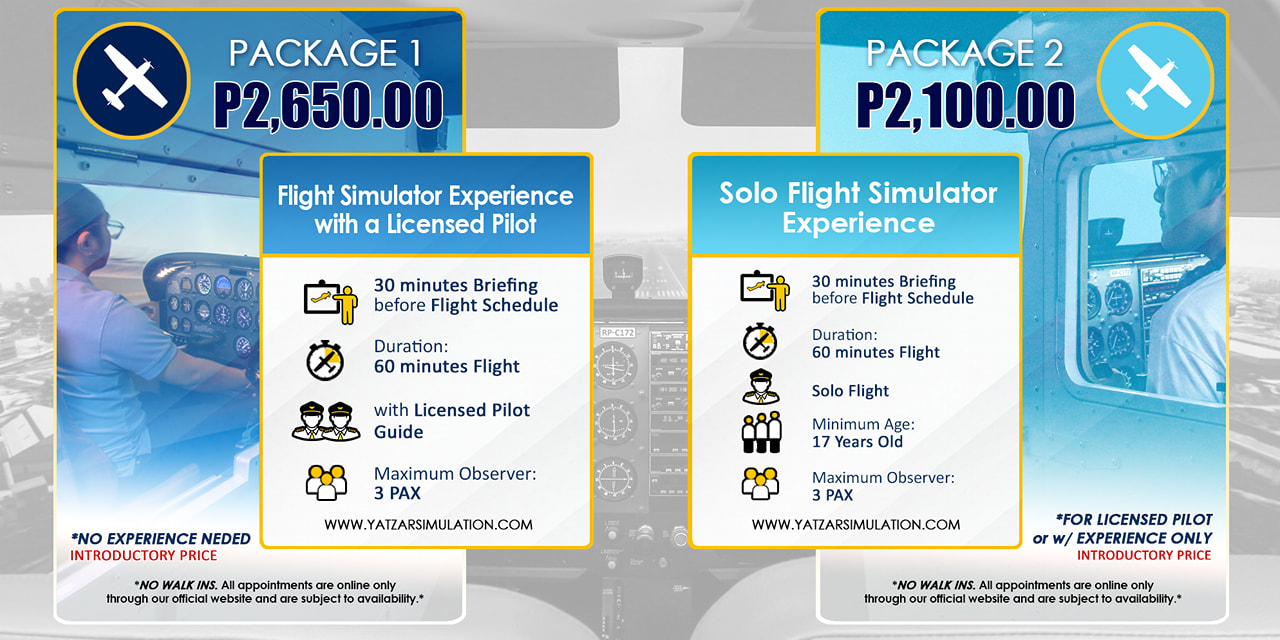 PACKAGE 1
P2,650.00
Flight Simulator Experience
with a Licensed Pilot
30 minutes Briefing
before Flight Schedule
Duration:
60 minutes Flight
with Licensed Pilot
Guide
Maximum Observer:
3 PAX
WWW.YATZARSIMULATION.COM
*NO EXPERIENCE NEEDED
INTRODUCTORY PRICE
*NO WALK INS. All appointments are online only
through our official website and are subject to availability.*
RP-C172
PACKAGE 2
P2,100.00
Solo Flight Simulator
Experience
30 minutes Briefing
before Flight Schedule
Duration:
60 minutes Flight
Solo Flight
Minimum Age:
17 Years Old
Maximum Observer:
3 PAX
WWW.YATZARSIMULATION.COM
*FOR LICENSED PILOT
or w/ EXPERIENCE ONLY
INTRODUCTORY PRICE
*NO WALK INS. All appointments are online only
through our official website and are subject to availability.*